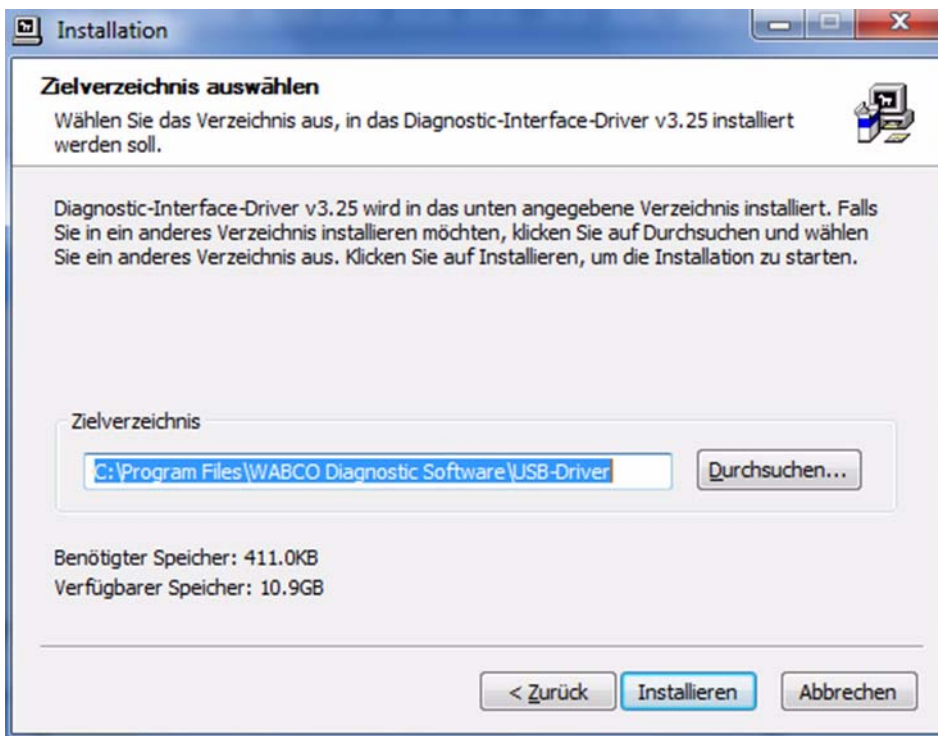 Installation
Zielverzeichnis auswählen
Wählen Sie das Verzeichnis aus, in das Diagnostic-Interface-Driver v3.25 installiert
werden soll.
Diagnostic-Interface-Driver v3.25 wird in das unten angegebene Verzeichnis installiert. Falls
Sie in ein anderes Verzeichnis installieren möchten, klicken Sie auf Durchsuchen und wählen
Sie ein anderes Verzeichnis aus. Klicken Sie auf Installieren, um die Installation zu starten.
Zielverzeichnis
C:\Program Files\WABCO Diagnostic Software\USB-Driver
Durchsuchen...
Benötigter Speicher: 411.0KB
Verfügbarer Speicher: 10.9GB
< Zurück
Installieren
Abbrechen